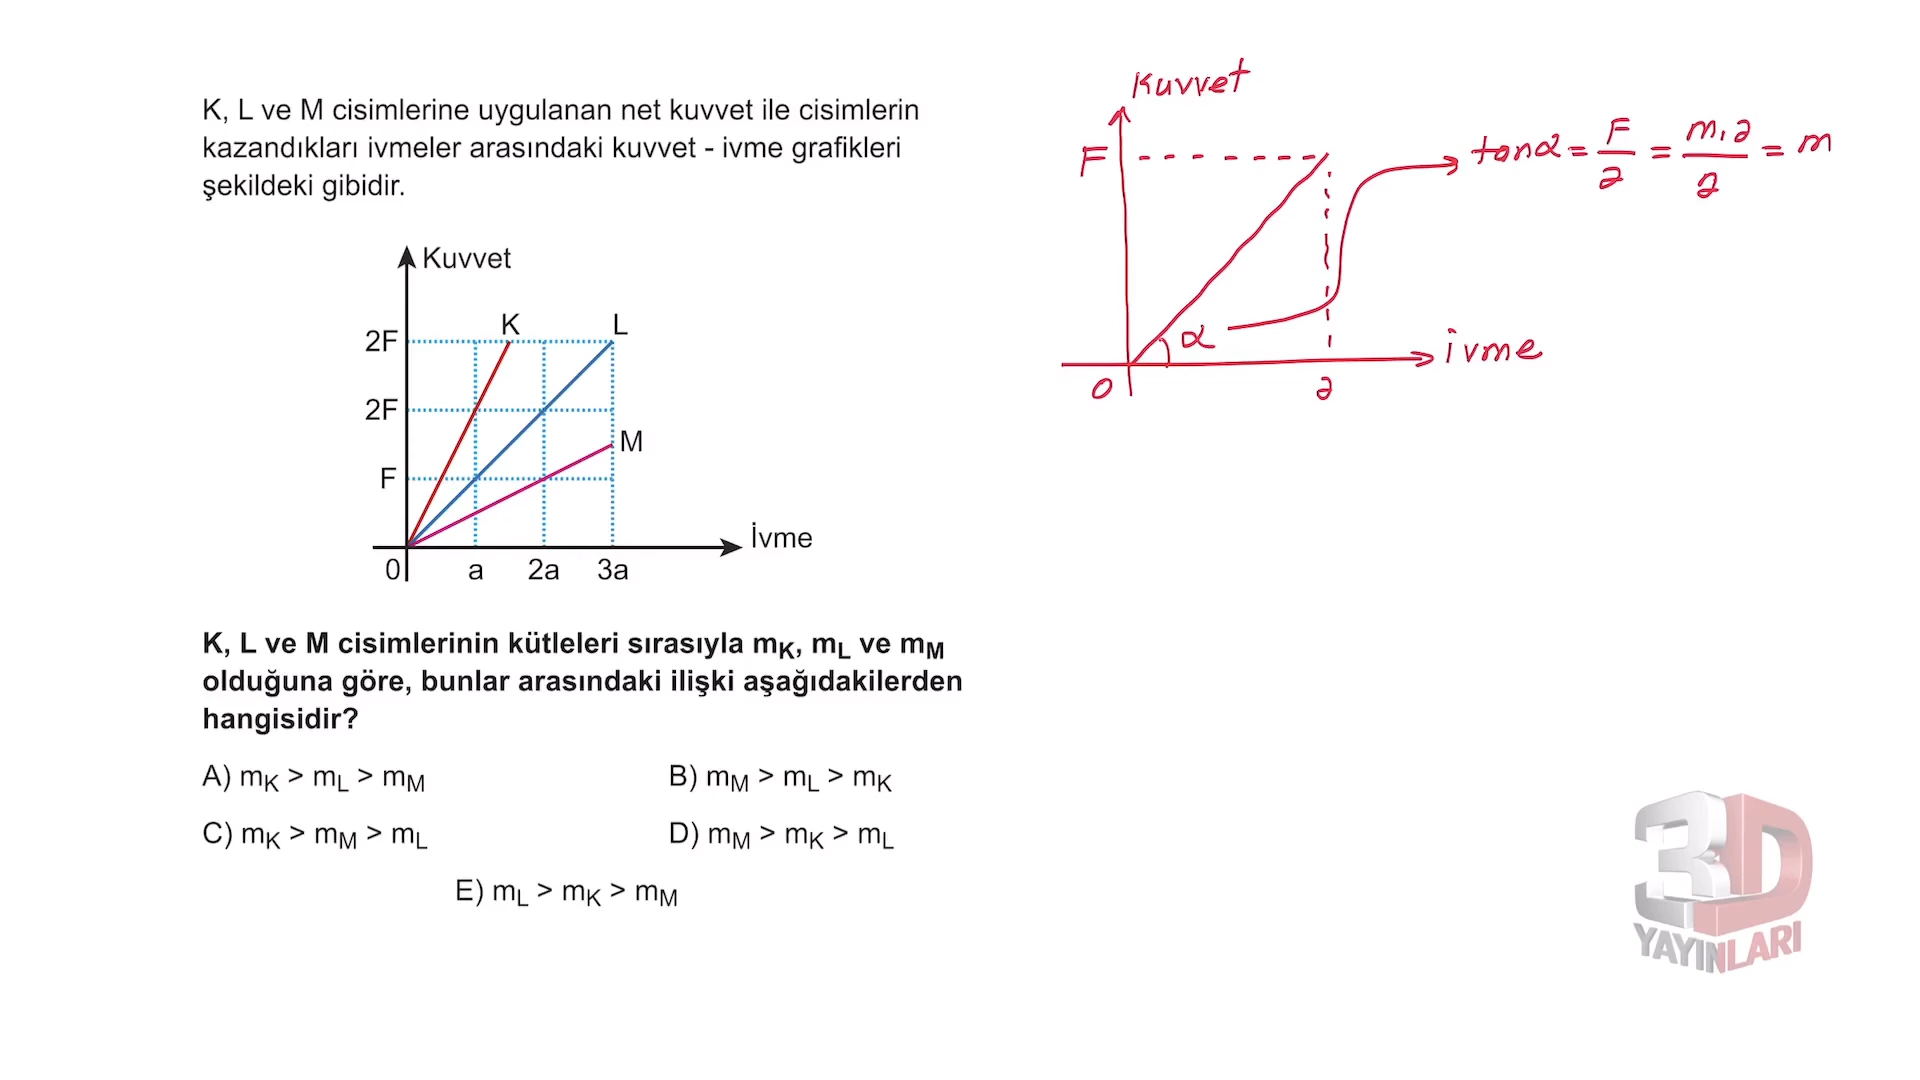 K, L ve M cisimlerine uygulanan net kuvvet ile cisimlerin
kazandıkları ivmeler arasındaki kuvvet - ivme grafikleri
şekildeki gibidir.
Kuvvet
K
L
2F
2F
M
F
İvme
0
a
2a
3a
K, L ve M cisimlerinin kütleleri sırasıyla mK, mL ve mM
olduğuna göre, bunlar arasındaki ilişki aşağıdakilerden
hangisidir?
A) mK > mL > mM
B) mM > mL > mK
C) mK > mM > mL
D) mM > mK > mL
E) mL > mK > mM
Kuvvet
F
tanα = F/a = m.a/a = m
α
ivme
0
a
3D
YAYINLARI